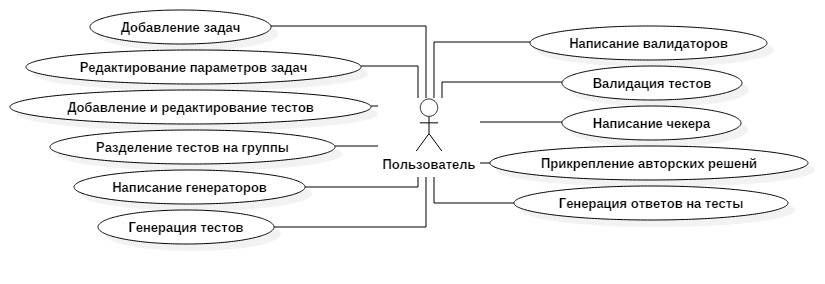 Добавление задач
Редактирование параметров задач
Добавление и редактирование тестов
Разделение тестов на группы
Написание генераторов
Генерация тестов
Пользователь
Написание валидаторов
Валидация тестов
Написание чекера
Прикрепление авторских решенй
Генерация ответов на тесты